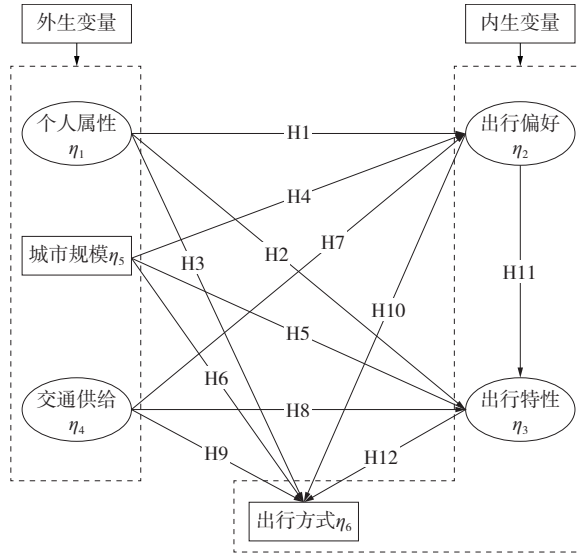 外生变量
内生变量
个人属性
η1
H1
出行偏好
η2
H4
H7
城市规模η5
H3
H2
H11
H10
H5
H6
交通供给
η4
H8
出行特性
η3
H9
H12
出行方式η6